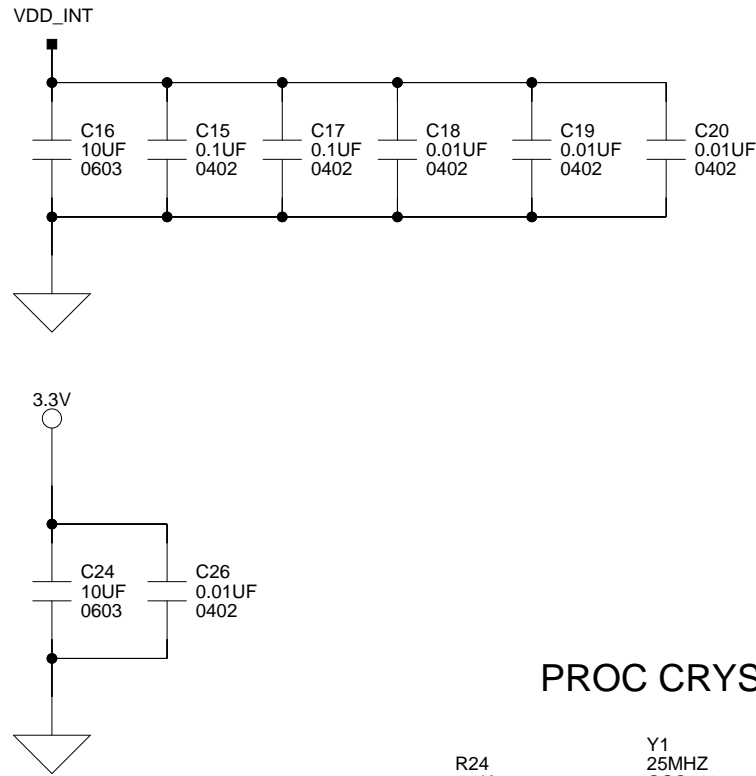 VDD_INT
C16
10UF
0603
C15
0.1UF
0402
C17
0.1UF
0402
C18
0.01UF
0402
C19
0.01UF
0402
C20
0.01UF
0402
3.3V
C24
10UF
0603
C26
0.01UF
0402
PROC CRYS
R24
Y1
25MHZ